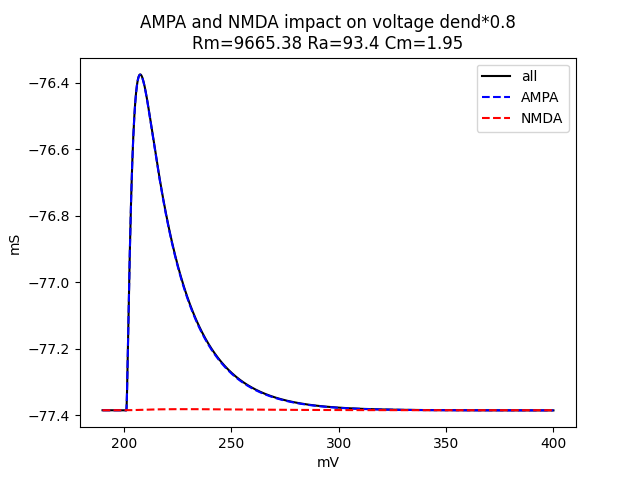 AMPA and NMDA impact on voltage dend*0.8
Rm=9665.38 Ra=93.4 Cm=1.95
all
AMPA
NMDA
−76.4
−76.6
−76.8
−77.0
−77.2
−77.4
mS
200
250
300
350
400
mV